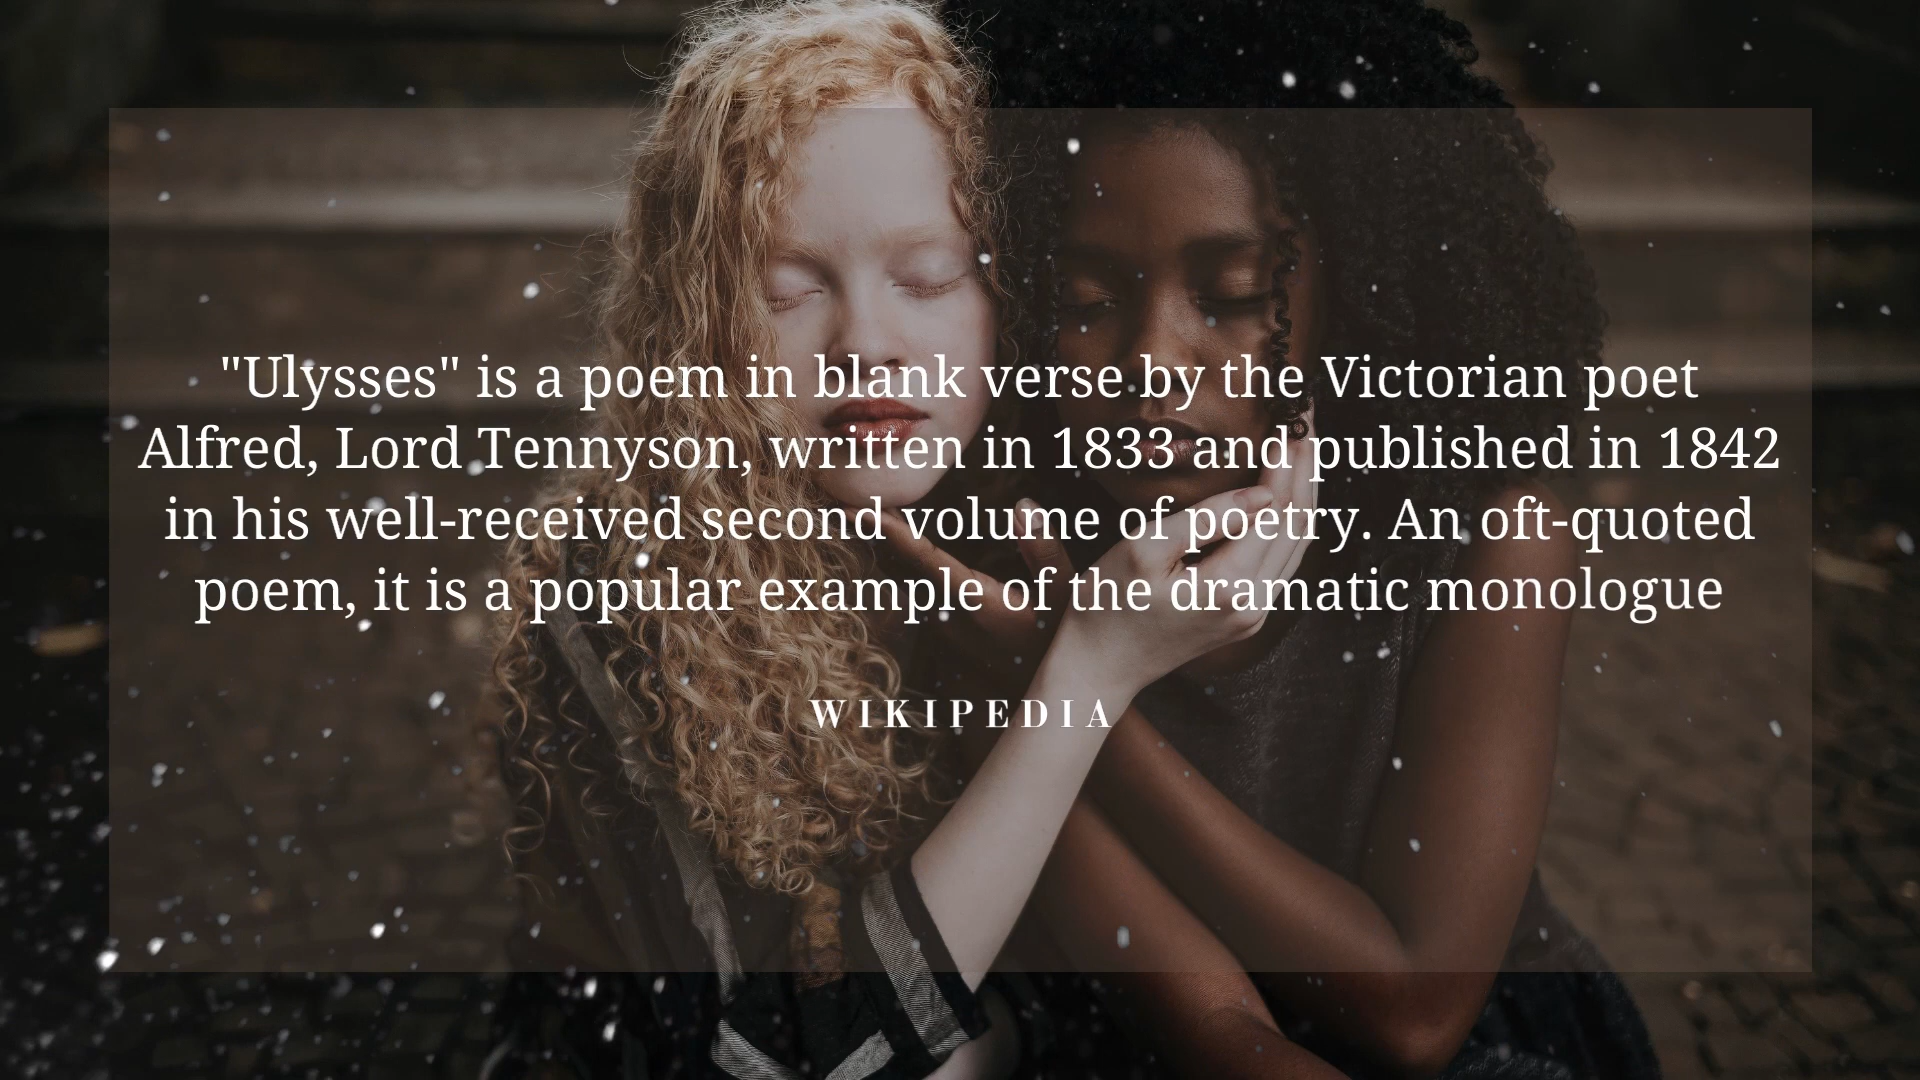 "Ulysses" is a poem in blank verse by the Victorian poet
Alfred, Lord Tennyson, written in 1833 and published in 1842
in his well-received second volume of poetry. An oft-quoted
poem, it is a popular example of the dramatic monologue
WIKIPEDIA